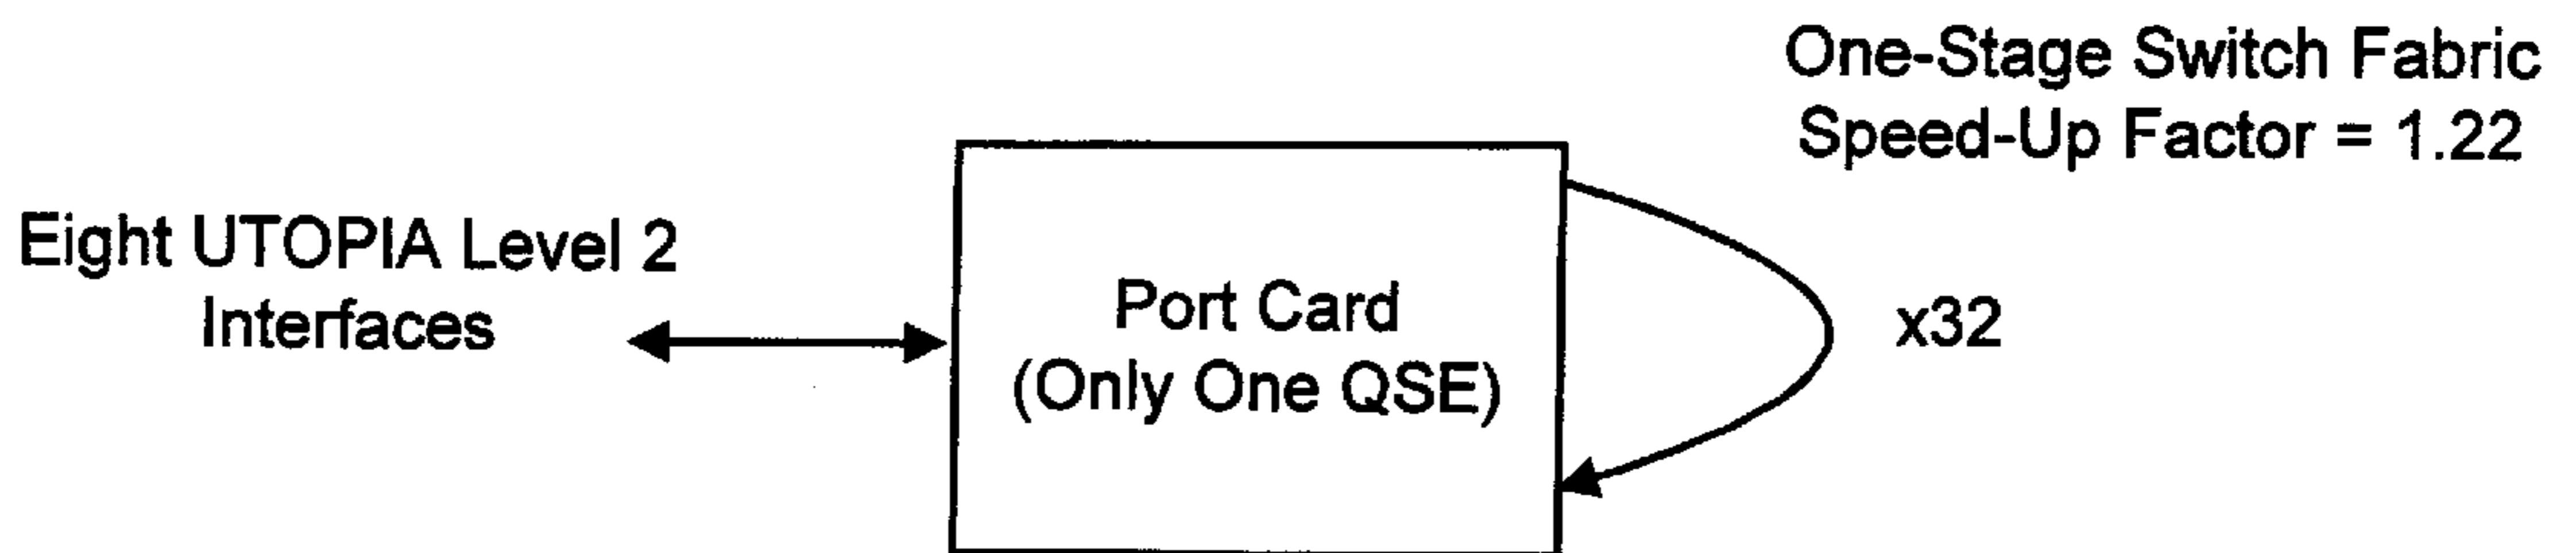 One-Stage Switch Fabric
Speed-Up Factor = 1.22
Eight UTOPIA Level 2
Interfaces
Port Card
(Only One QSE)
x32